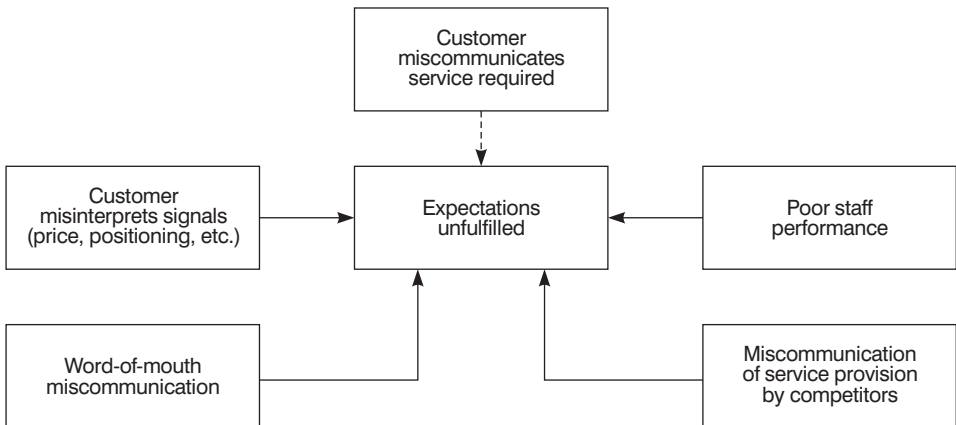 Customer
miscommunicates
service required
Customer
misinterprets signals
(price, positioning, etc.)
Expectations
unfulfilled
Poor staff
performance
Word-of-mouth
miscommunication
Miscommunication
of service provision
by competitors